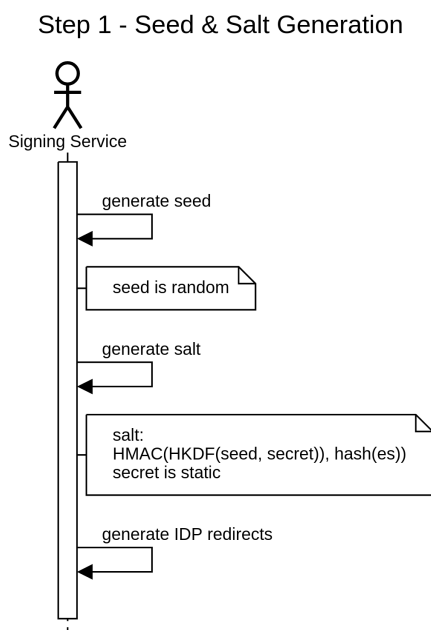 Step 1 - Seed & Salt Generation
Signing Service
generate seed
seed is random
generate salt
salt:
HMAC(HKDF(seed, secret)), hash(es))
secret is static
generate IDP redirects